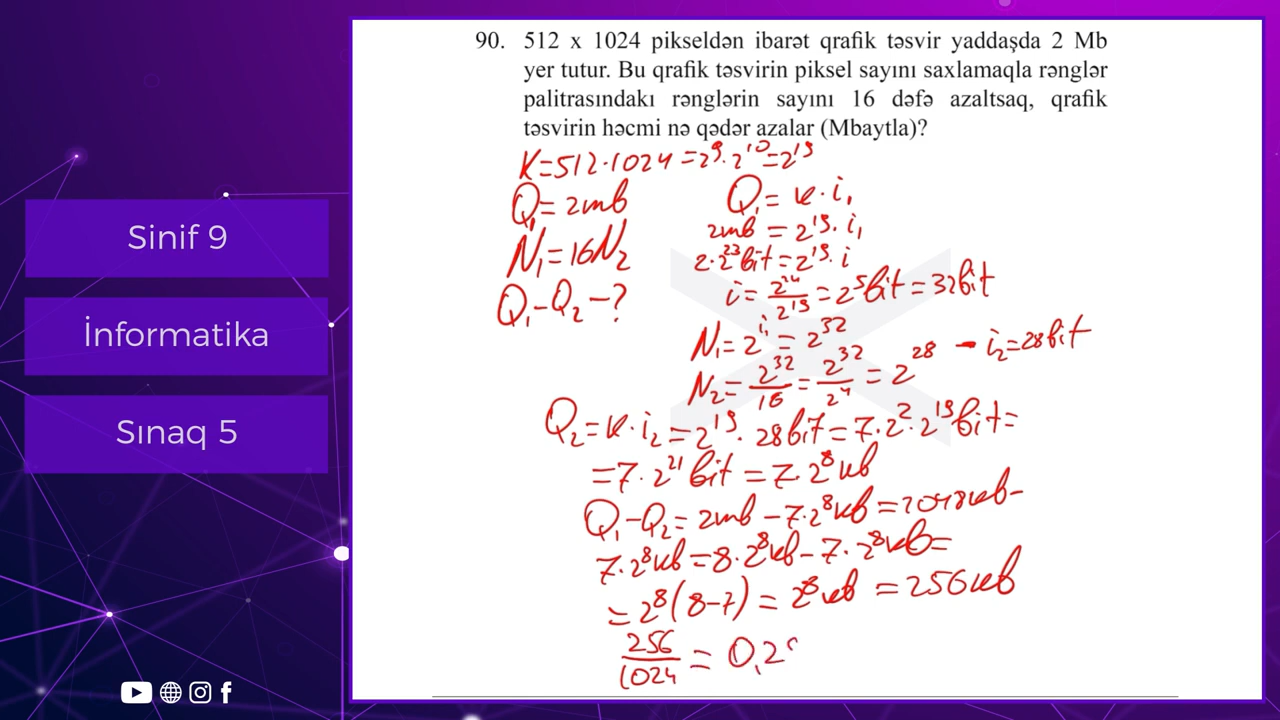 Sinif 9
İnformatika
Sınaq 5
90. 512 x 1024 pikseldən ibarət qrafik təsvir yaddaşda 2 Mb
yer tutur. Bu qrafik təsvirin piksel sayını saxlamaqla rənglər
palitrasındakı rənglərin sayını 16 dəfə azaltsaq, qrafik
təsvirin həcmi nə qədər azalar (Mbaytla)?
K=512·1024=2⁹·2¹⁰=2¹⁹
Q₁=2mb
N₁=16N₂
Q₁-Q₂-?
Q₁=k·i₁
2mb=2¹⁹·i₁
2·2²³bit=2¹⁹·i
i=2²⁴/2¹⁹=2⁵bit=32bit
N₁=2^i₁=2³²
N₂=2³²/16=2³²/2⁴=2²⁸ - i₂=28bit
Q₂=k·i₂=2¹⁹·28bit=7·2²·2¹⁹bit=
=7·2²¹bit=7·2⁸kb
Q₁-Q₂=2mb-7·2⁸kb=2048kb-
7·2⁸kb=8·2⁸kb-7·2⁸kb=
=2⁸(8-7)=2⁸kb=256kb
256/1024=0,2